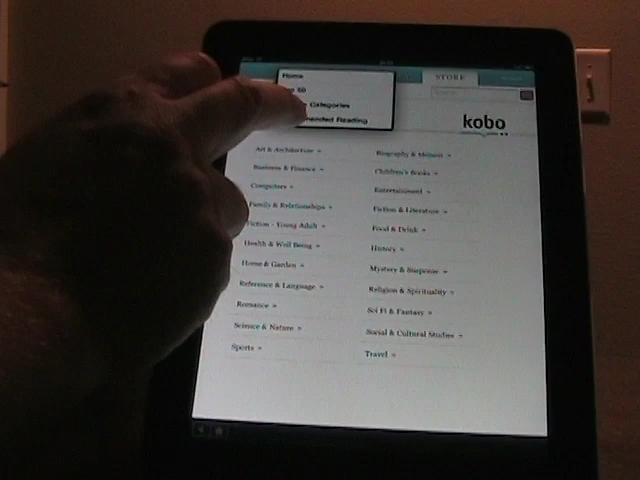 Home
50
STORE
Categories
Reading
kobo
Art & Architecture »
Biography & Memoir »
Business & Finance »
Children's Books »
Computers »
Entertainment »
Family & Relationships »
Fiction & Literature »
Fiction - Young Adult »
Food & Drink »
Health & Well Being »
History »
Home & Garden »
Mystery & Suspense »
Reference & Language »
Religion & Spirituality »
Romance »
Sci Fi & Fantasy »
Science & Nature »
Social & Cultural Studies »
Sports »
Travel »